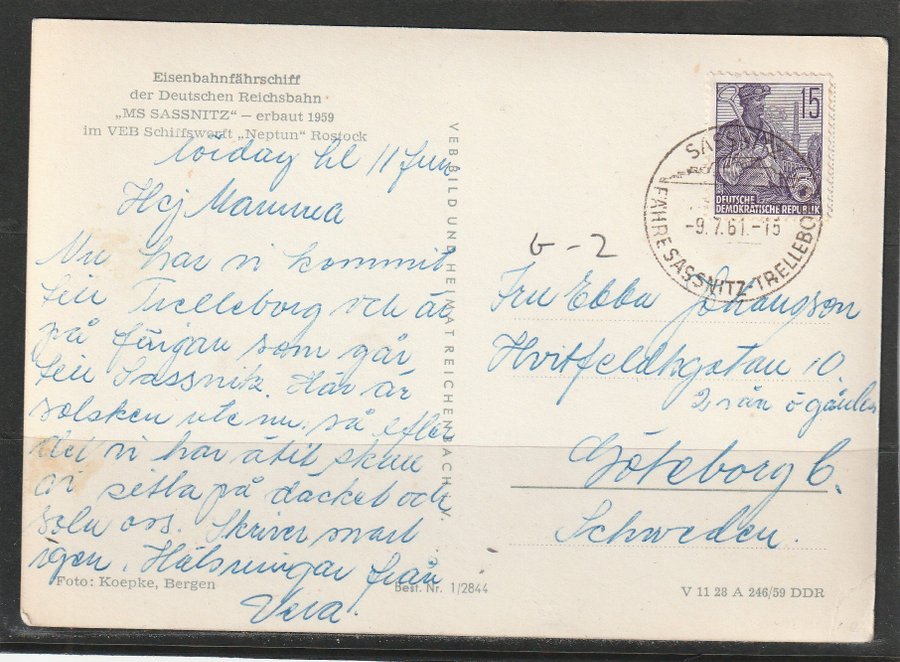 Eisenbahnfährschiff
der Deutschen Reichsbahn
„MS SASSNITZ" – erbaut 1959
im VEB Schiffswerft „Neptun" Rostock
kl 11
Hej Mamma
Nu har vi kommit
till Trelleborg och är
på färjan som går
till Sassnitz. Här är
solsken ute nu, så efter
det vi har ätit skall
vi sitta på däcket och
sola oss. Skriver snart
igen. Hälsningar från
Vera.
Foto: Koepke, Bergen
VEB BILD UND HEIMAT REICHENBACH I. V.
Best. Nr. 1/2844
15
5
DEUTSCHE
DEMOKRATISCHE REPUBLIK
SASSNITZ
-9.7.61.-15
FÄHRE SASSNITZ-TRELLEBORG
G-2
Fru Ebba Johansson
Hvitfeldtsgatan 10.
2 ö gården
Göteborg C.
Schweden.
V 11 28 A 246/59 DDR